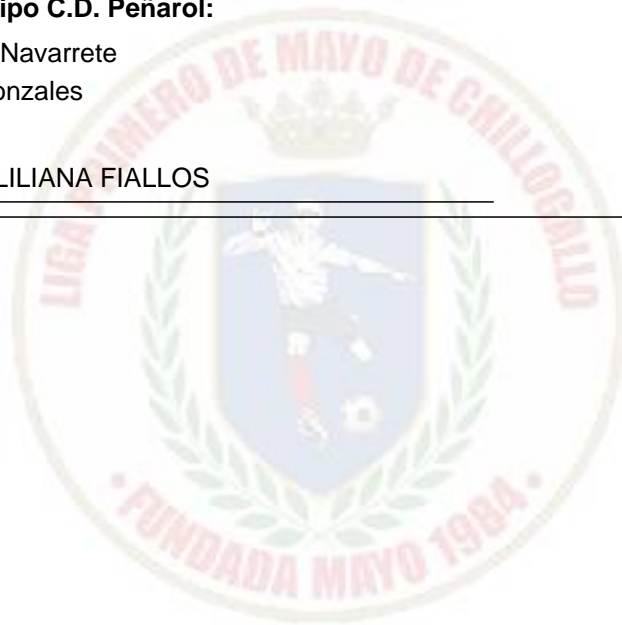 ipo C.D. Peñarol:
Navarrete
onzales
LILIANA FIALLOS
LIGA PRIMERO DE MAYO DE CHILLOGALLO
• FUNDADA MAYO 1984 •